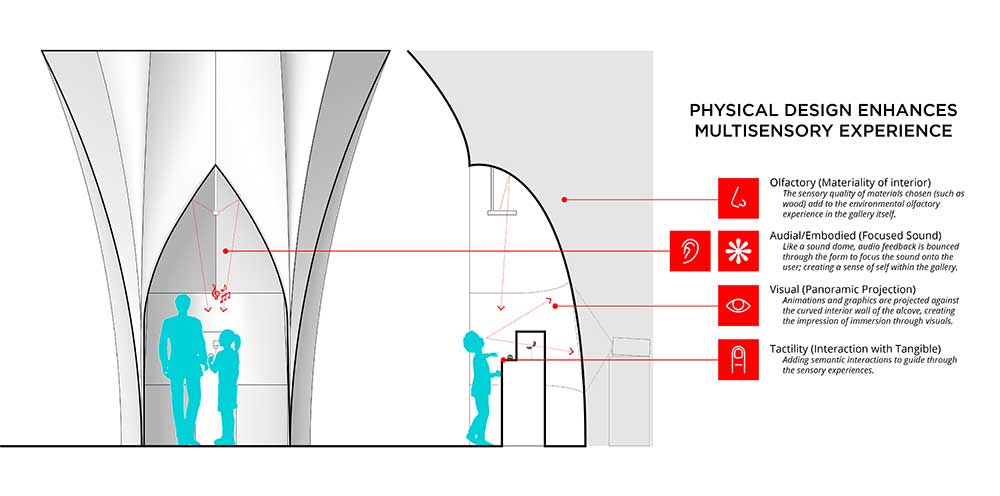 PHYSICAL DESIGN ENHANCES
MULTISENSORY EXPERIENCE
Olfactory (Materiality of interior)
The sensory quality of materials chosen (such as
wood) add to the environmental olfactory
experience in the gallery itself.
Audial/Embodied (Focused Sound)
Like a sound dome, audio feedback is bounced
through the form to focus the sound onto the
user; creating a sense of self within the gallery.
Visual (Panoramic Projection)
Animations and graphics are projected against
the curved interior wall of the alcove, creating
the impression of immersion through visuals.
Tactility (Interaction with Tangible)
Adding semantic interactions to guide through
the sensory experiences.